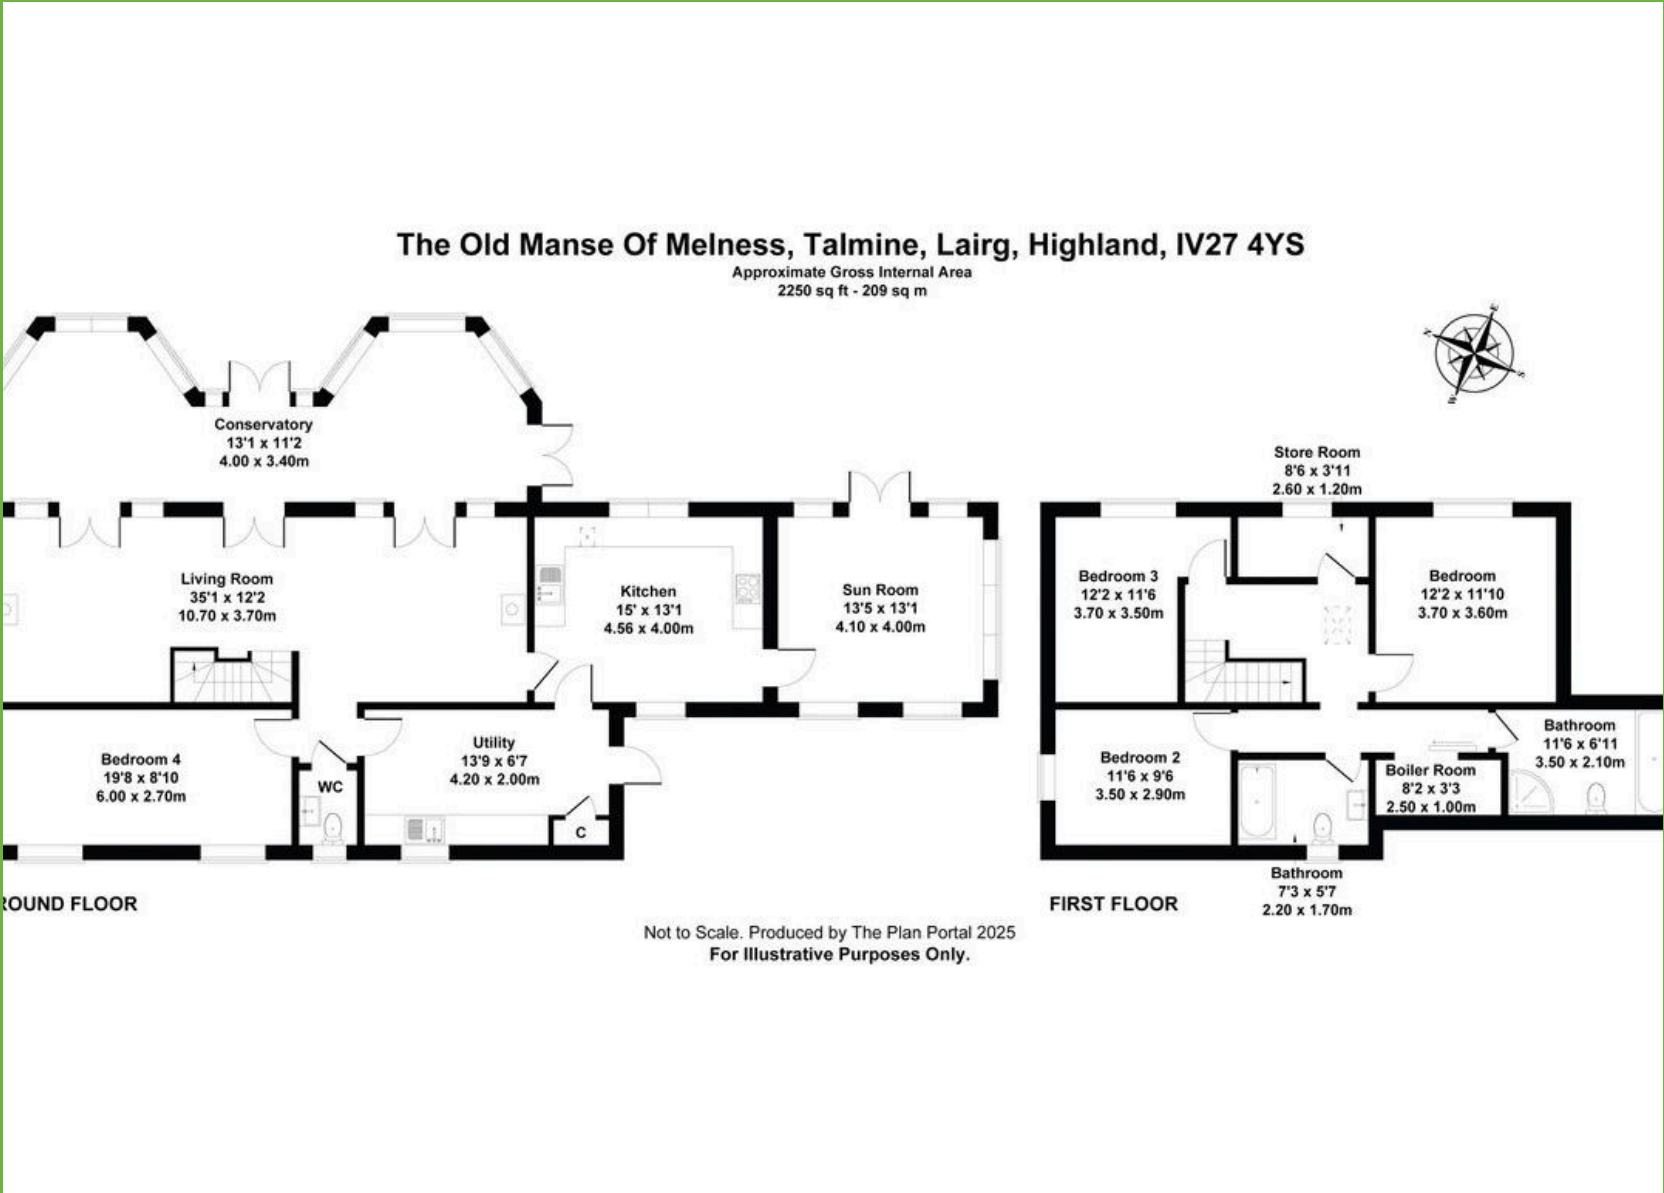 The Old Manse Of Melness, Talmine, Lairg, Highland, IV27 4YS
Approximate Gross Internal Area
2250 sq ft - 209 sq m
E
N
S
W
Conservatory
13'1 x 11'2
4.00 x 3.40m
Living Room
35'1 x 12'2
10.70 x 3.70m
Kitchen
15' x 13'1
4.56 x 4.00m
Sun Room
13'5 x 13'1
4.10 x 4.00m
Bedroom 4
19'8 x 8'10
6.00 x 2.70m
WC
Utility
13'9 x 6'7
4.20 x 2.00m
C
ROUND FLOOR
Store Room
8'6 x 3'11
2.60 x 1.20m
Bedroom 3
12'2 x 11'6
3.70 x 3.50m
Bedroom
12'2 x 11'10
3.70 x 3.60m
Bedroom 2
11'6 x 9'6
3.50 x 2.90m
Boiler Room
8'2 x 3'3
2.50 x 1.00m
Bathroom
11'6 x 6'11
3.50 x 2.10m
Bathroom
7'3 x 5'7
2.20 x 1.70m
FIRST FLOOR
Not to Scale. Produced by The Plan Portal 2025
For Illustrative Purposes Only.